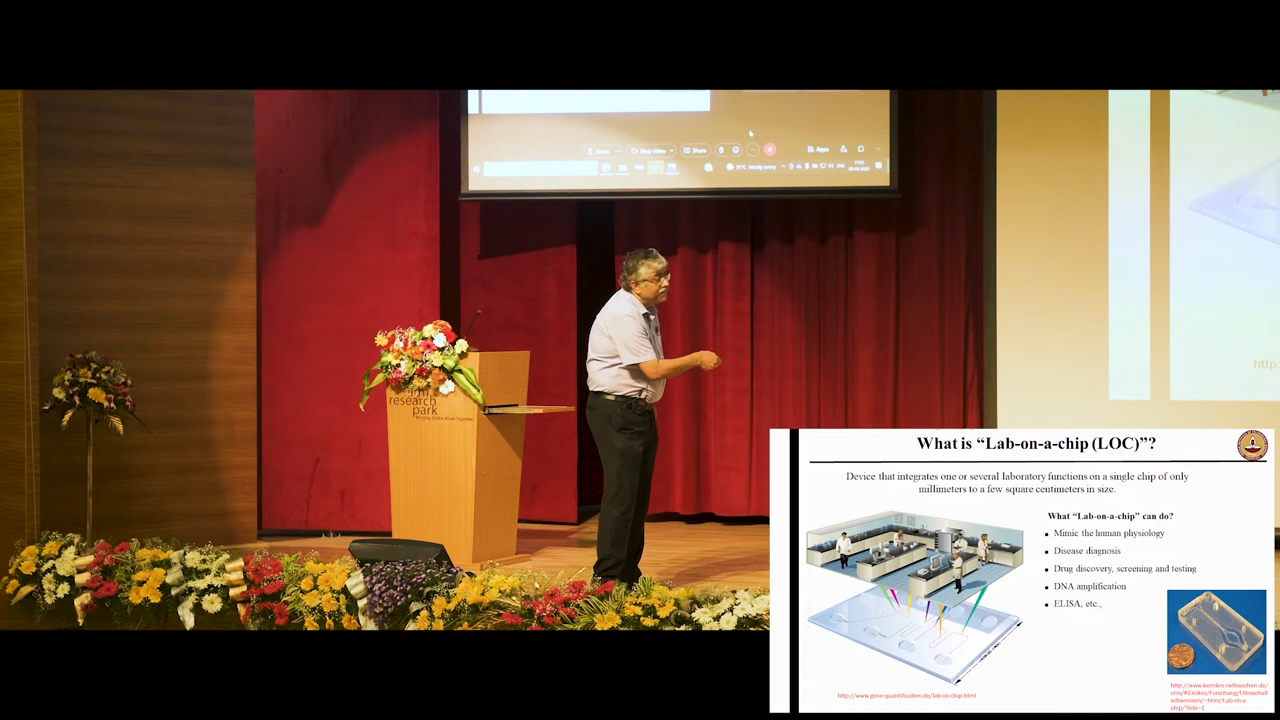 Share
Apps
research
park
http:
What is “Lab-on-a-chip (LOC)”?
Device that integrates one or several laboratory functions on a single chip of only
millimeters to a few square centimeters in size.
What “Lab-on-a-chip” can do?
Mimic the human physiology
Disease diagnosis
Drug discovery, screening and testing
DNA amplification
ELISA, etc.,
http://www.gene-quantification.de/lab-on-chip.html